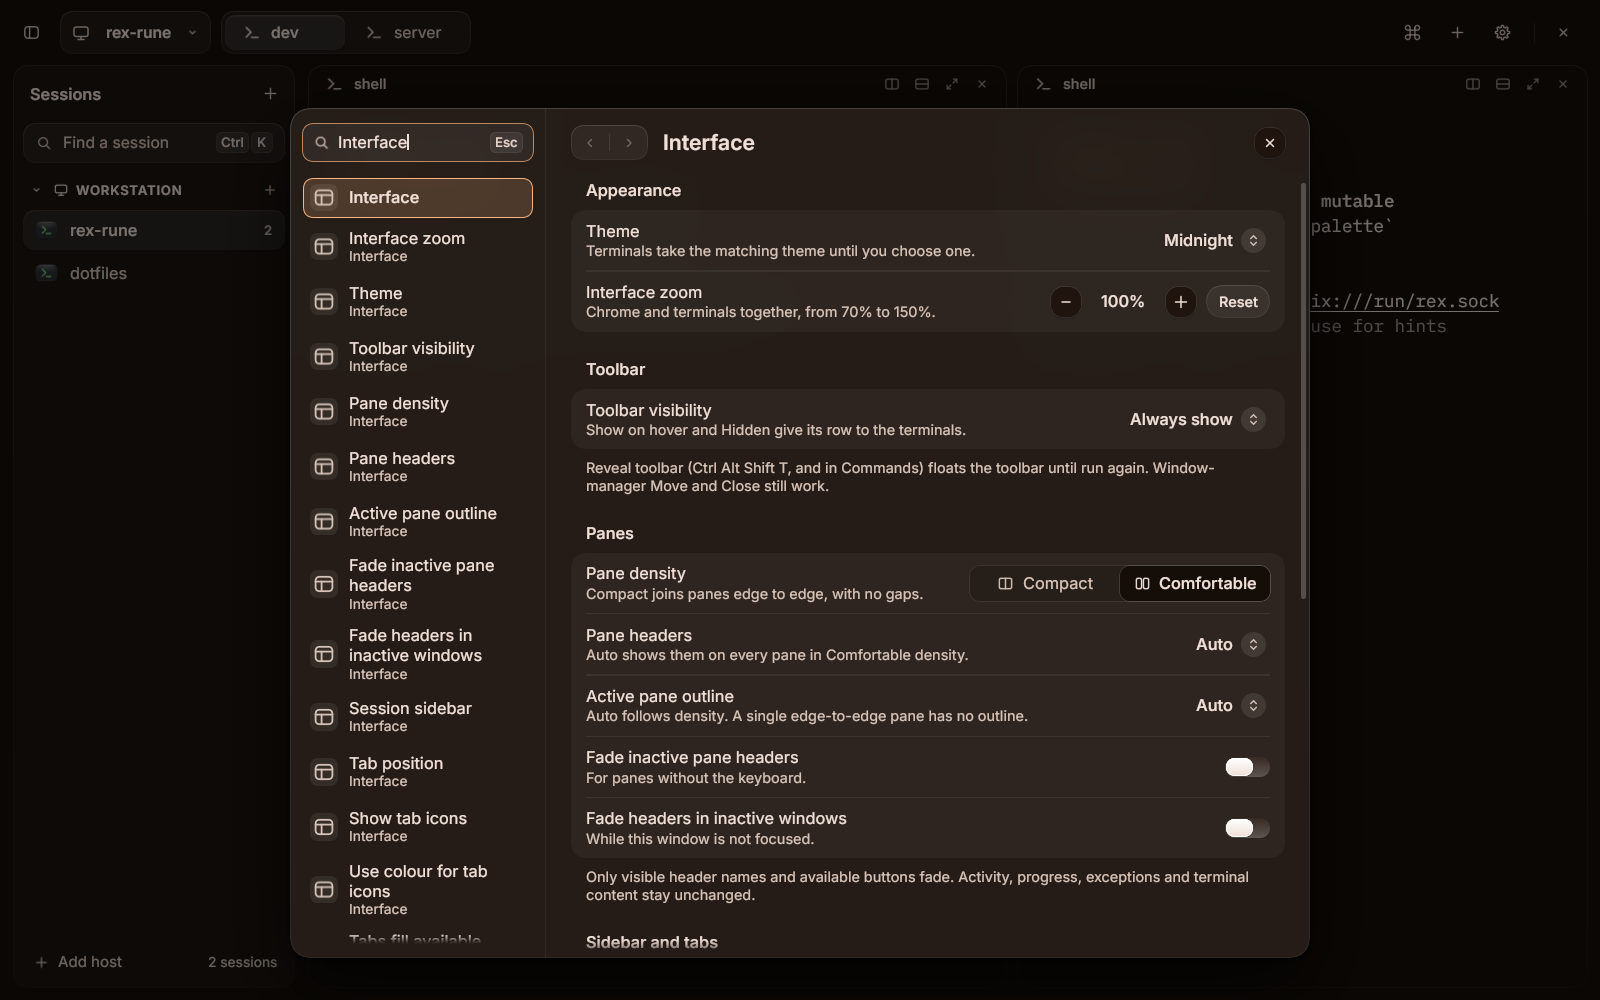 rex-rune
dev
server
Sessions
Find a session
Ctrl K
WORKSTATION
rex-rune 2
dotfiles
Add host
2 sessions
shell
shell
mutable
palette`
ix:///run/rex.sock
use for hints
Interface
Esc
Interface
Interface zoom
Interface
Theme
Interface
Toolbar visibility
Interface
Pane density
Interface
Pane headers
Interface
Active pane outline
Interface
Fade inactive pane
headers
Interface
Fade headers in
inactive windows
Interface
Session sidebar
Interface
Tab position
Interface
Show tab icons
Interface
Use colour for tab
icons
Interface
Tabs fill available
Interface
Appearance
Theme
Terminals take the matching theme until you choose one.
Midnight
Interface zoom
Chrome and terminals together, from 70% to 150%.
100%
Reset
Toolbar
Toolbar visibility
Show on hover and Hidden give its row to the terminals.
Always show
Reveal toolbar (Ctrl Alt Shift T, and in Commands) floats the toolbar until run again. Window-
manager Move and Close still work.
Panes
Pane density
Compact joins panes edge to edge, with no gaps.
Compact
Comfortable
Pane headers
Auto shows them on every pane in Comfortable density.
Auto
Active pane outline
Auto follows density. A single edge-to-edge pane has no outline.
Auto
Fade inactive pane headers
For panes without the keyboard.
Fade headers in inactive windows
While this window is not focused.
Only visible header names and available buttons fade. Activity, progress, exceptions and terminal
content stay unchanged.
Sidebar and tabs